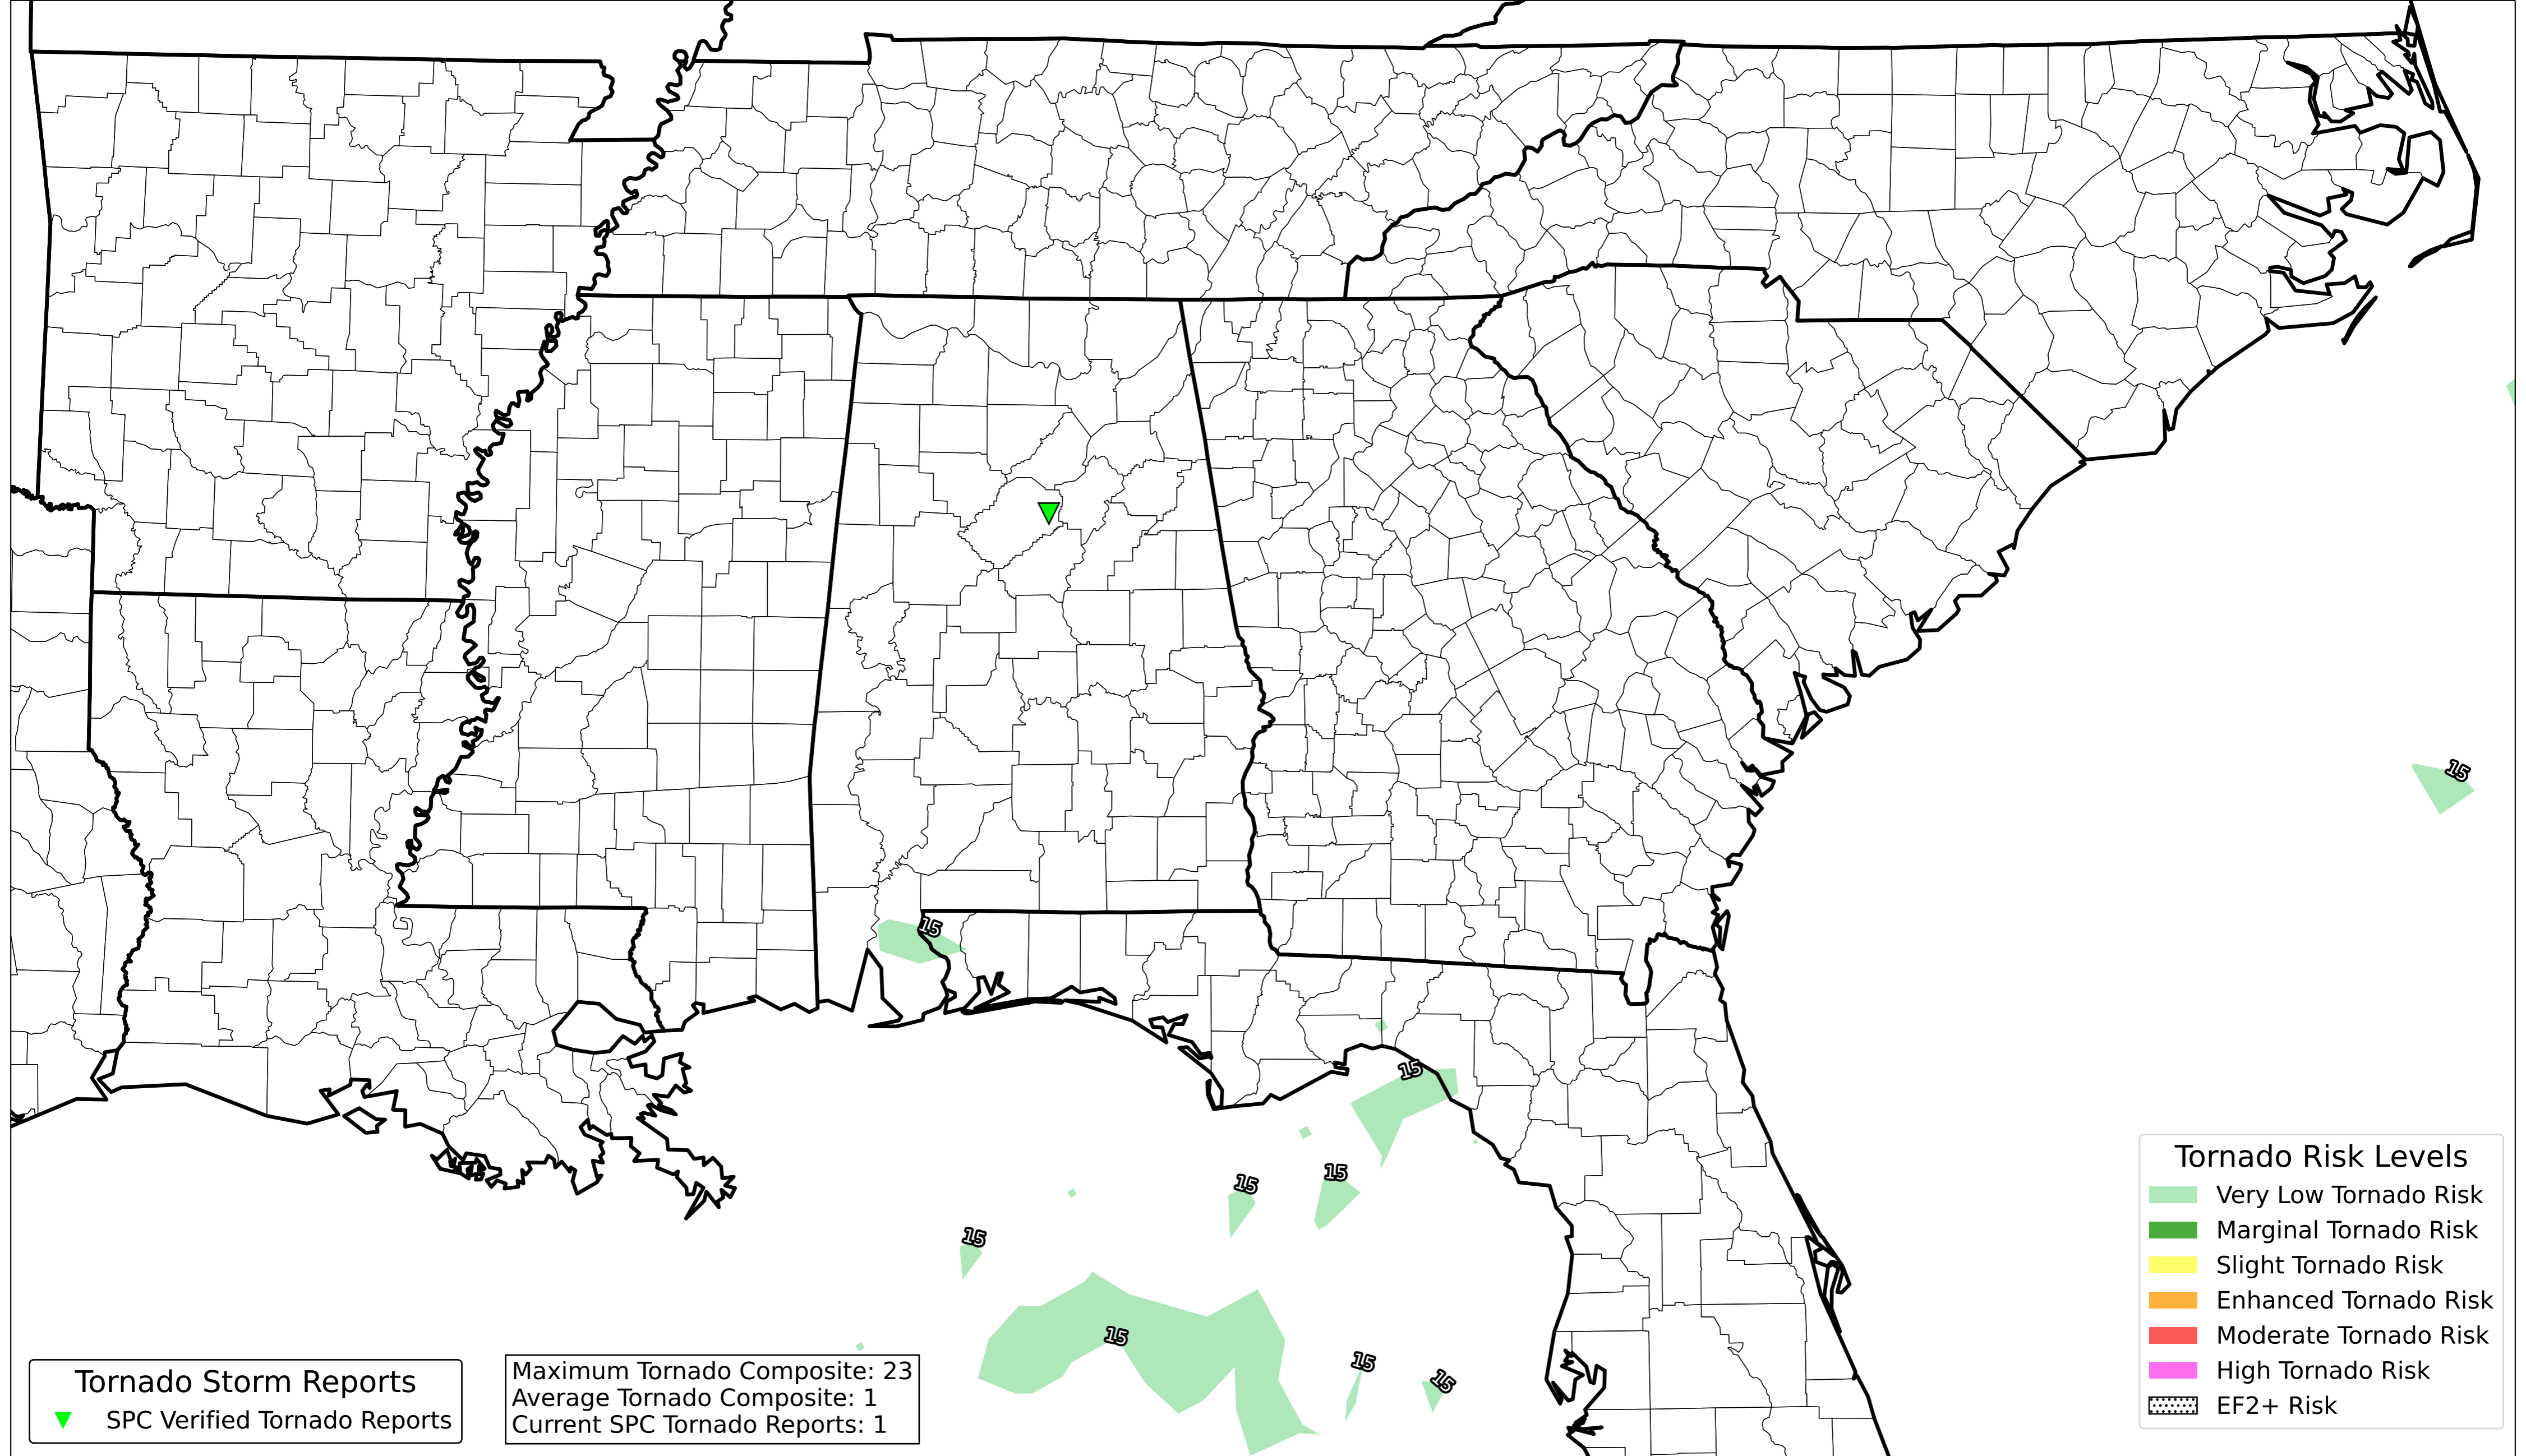 15
15
15
15
15
15
15
15
15
Tornado Storm Reports
SPC Verified Tornado Reports
Maximum Tornado Composite: 23
Average Tornado Composite: 1
Current SPC Tornado Reports: 1
Tornado Risk Levels
Very Low Tornado Risk
Marginal Tornado Risk
Slight Tornado Risk
Enhanced Tornado Risk
Moderate Tornado Risk
High Tornado Risk
EF2+ Risk